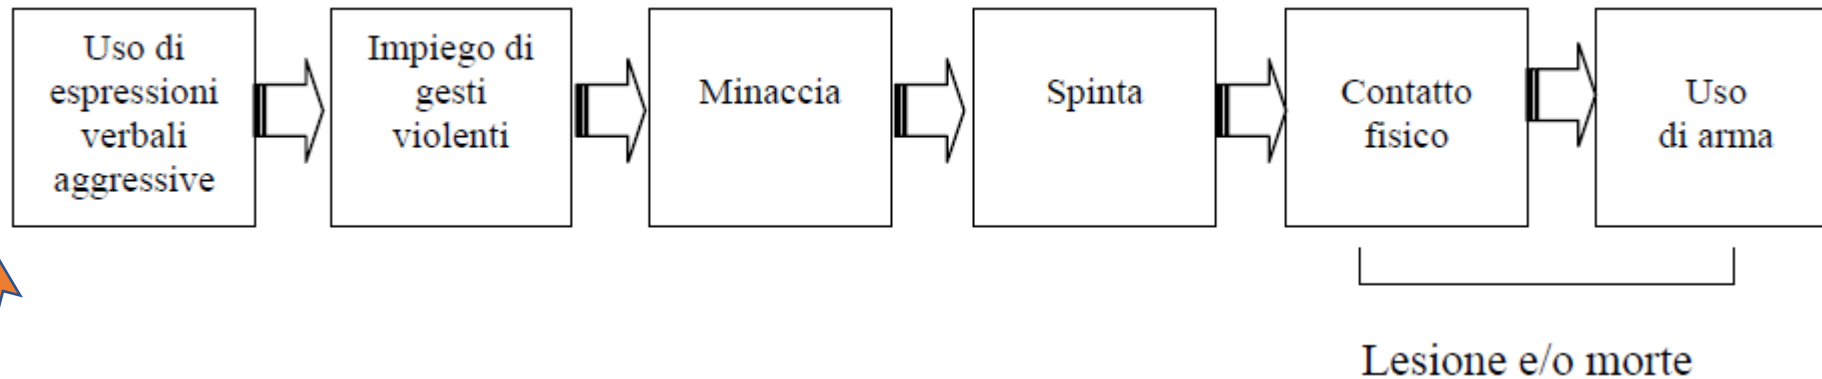 Uso di
espressioni
verbali
aggressive
Impiego di
gesti
violenti
Minaccia
Spinta
Contatto
fisico
Uso
di arma
Lesione e/o morte